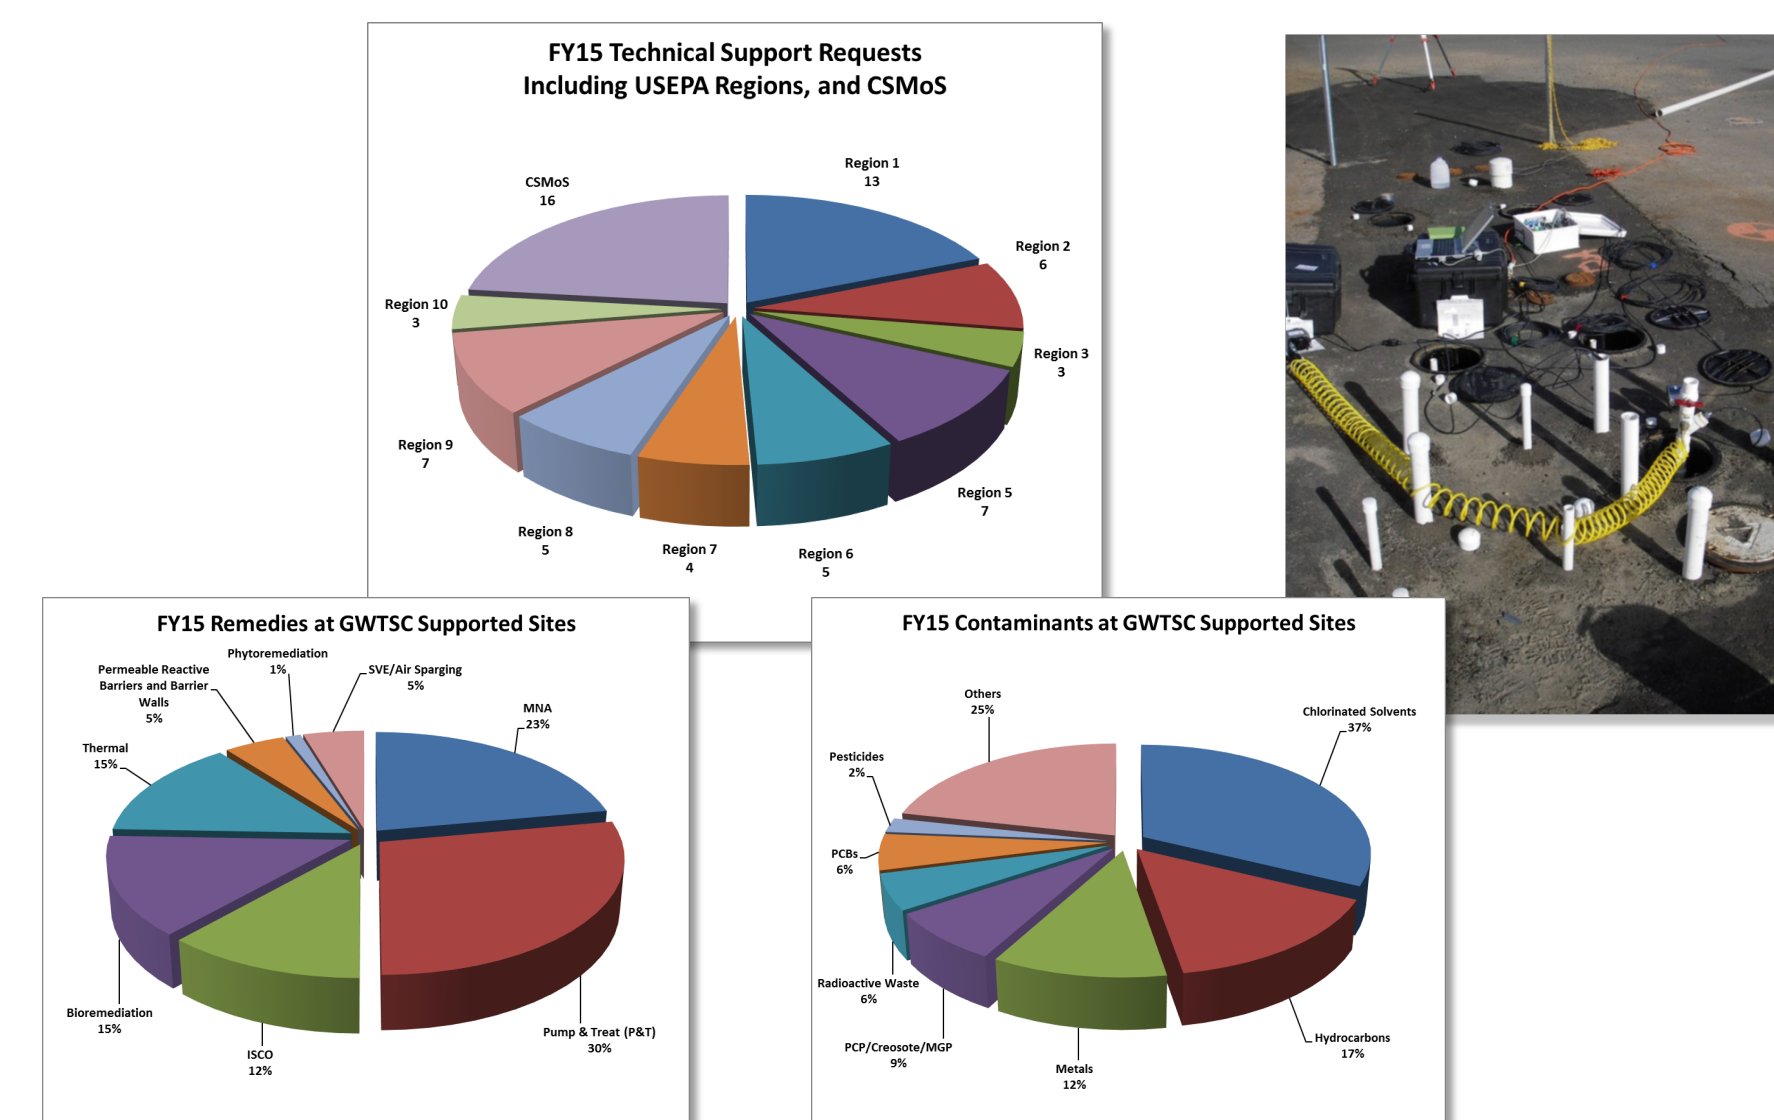 FY15 Technical Support Requests
Including USEPA Regions, and CSMoS
Region 1
13
CSMoS
16
Region 2
6
Region 10
3
Region 3
3
Region 9
7
Region 5
7
Region 8
5
Region 7
4
Region 6
5
FY15 Remedies at GWTSC Supported Sites
Phytoremediation
1%
SVE/Air Sparging
5%
Permeable Reactive
Barriers and Barrier
Walls
5%
MNA
23%
Thermal
15%
Bioremediation
15%
Pump & Treat (P&T)
30%
ISCO
12%
FY15 Contaminants at GWTSC Supported Sites
Others
25%
Chlorinated Solvents
37%
Pesticides
2%
PCBs
6%
Radioactive Waste
6%
PCP/Creosote/MGP
9%
Hydrocarbons
17%
Metals
12%